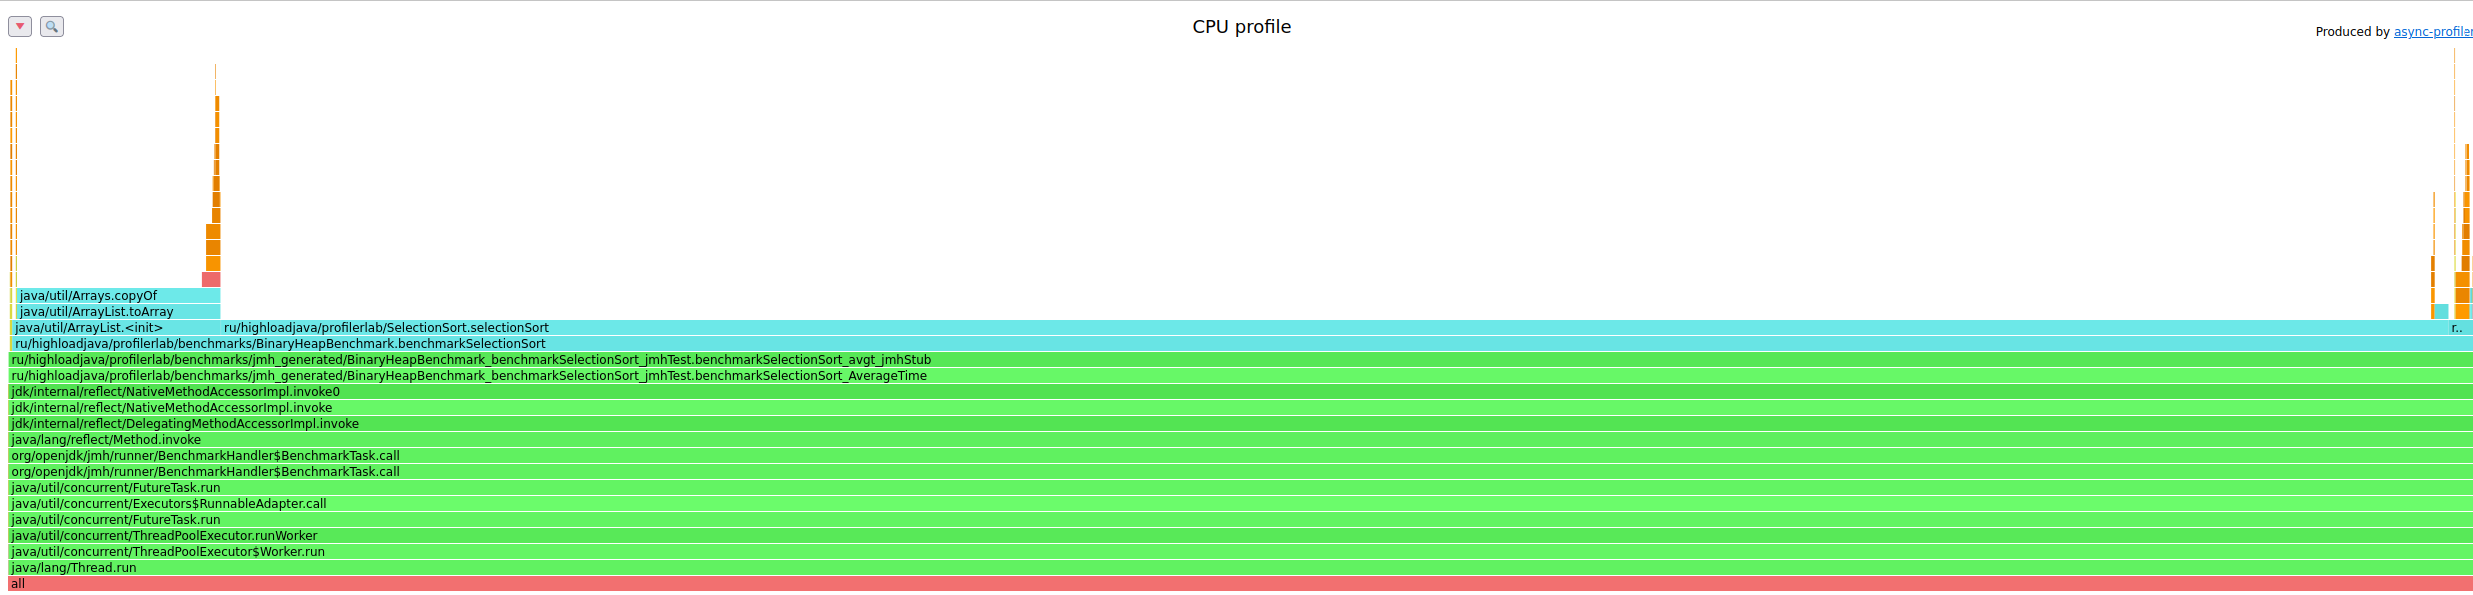 CPU profile
Produced by async-profiler
java/util/Arrays.copyOf
java/util/ArrayList.toArray
java/util/ArrayList.<init> ru/highloadjava/profilerlab/SelectionSort.selectionSort r..
ru/highloadjava/profilerlab/benchmarks/BinaryHeapBenchmark.benchmarkSelectionSort
ru/highloadjava/profilerlab/benchmarks/jmh_generated/BinaryHeapBenchmark_benchmarkSelectionSort_jmhTest.benchmarkSelectionSort_avgt_jmhStub
ru/highloadjava/profilerlab/benchmarks/jmh_generated/BinaryHeapBenchmark_benchmarkSelectionSort_jmhTest.benchmarkSelectionSort_AverageTime
jdk/internal/reflect/NativeMethodAccessorImpl.invoke0
jdk/internal/reflect/NativeMethodAccessorImpl.invoke
jdk/internal/reflect/DelegatingMethodAccessorImpl.invoke
java/lang/reflect/Method.invoke
org/openjdk/jmh/runner/BenchmarkHandler$BenchmarkTask.call
org/openjdk/jmh/runner/BenchmarkHandler$BenchmarkTask.call
java/util/concurrent/FutureTask.run
java/util/concurrent/Executors$RunnableAdapter.call
java/util/concurrent/FutureTask.run
java/util/concurrent/ThreadPoolExecutor.runWorker
java/util/concurrent/ThreadPoolExecutor$Worker.run
java/lang/Thread.run
all